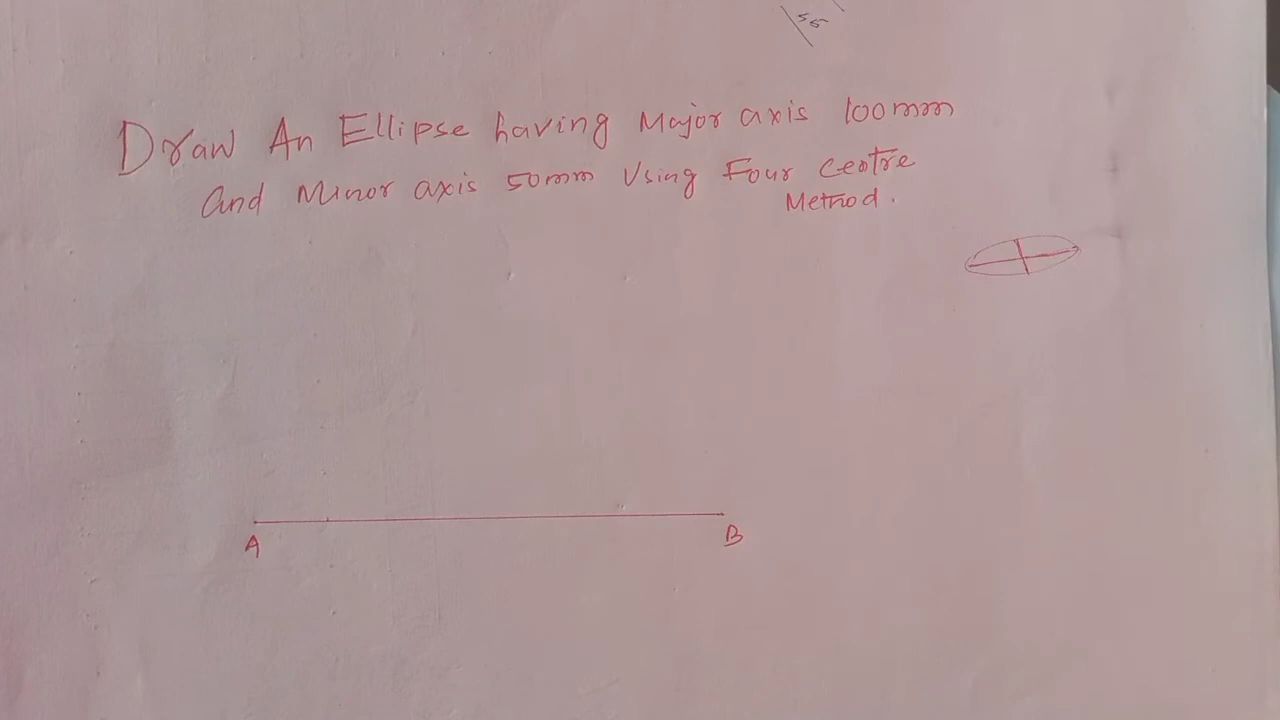 Draw An Ellipse having Major axis 100mm
and Minor axis 50mm Using Four Centre
Method.
A
B